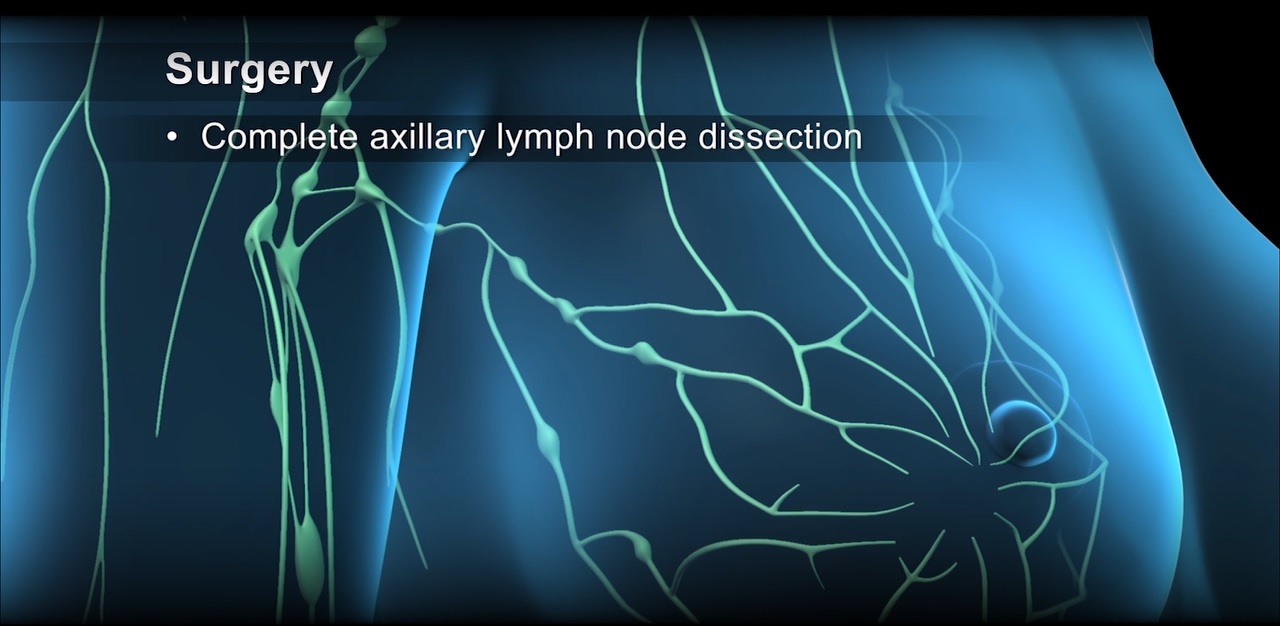 Surgery
• Complete axillary lymph node dissection